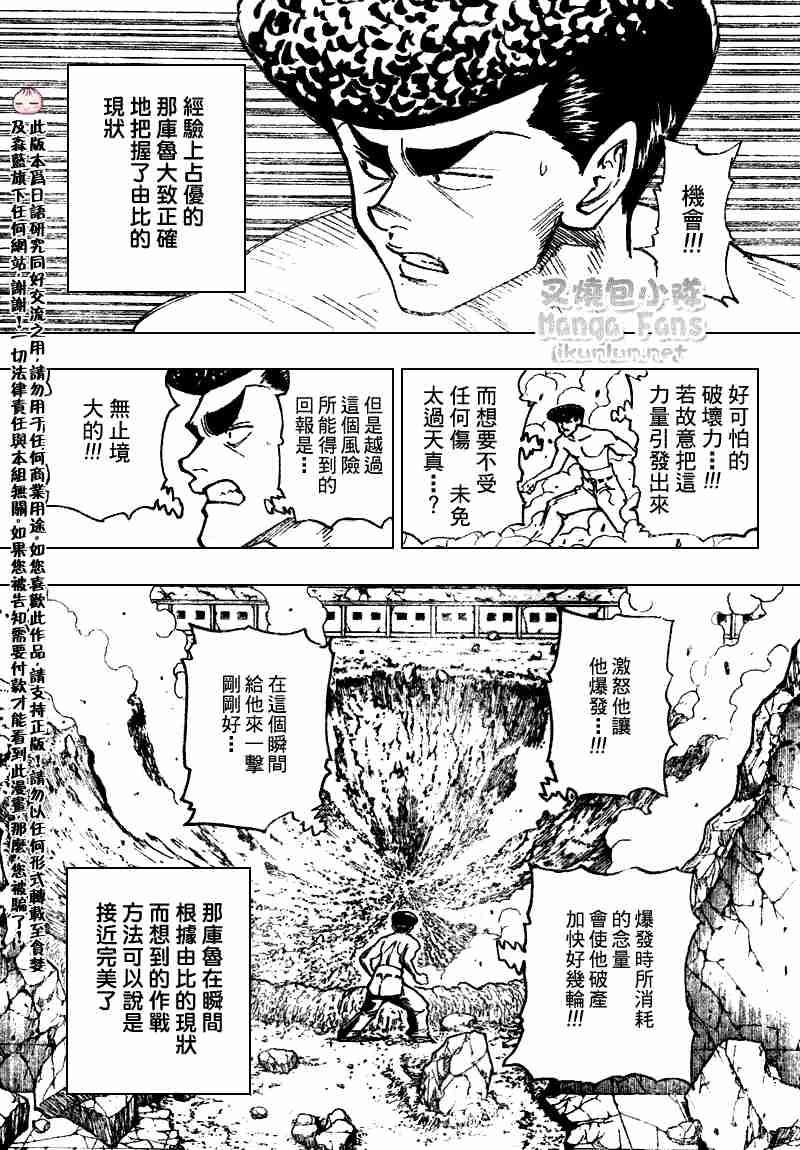 機會!!!
經驗上占優的
那庫魯大致正確
地把握了由比的
現狀
好可怕的
破壞力…!!!
若故意把這
力量引發出來
而想要不受
任何傷 未免
太過天真…?
但是越過
這個風險
所能得到的
回報是…
無止境
大的!!!
激怒他讓
他爆發…!!!
在這個瞬間
給他來一擊
剛剛好…
爆發時所消耗
的念量
會使他破產
加快好幾輪!!!
那庫魯在瞬間
根據由比的現狀
而想到的作戰
方法可以說是
接近完美了
叉燒包小隊
Manga Fans
ikunlun.net
此版本爲日語研究同好交流之用,請勿用于任何商業用途。如您喜歡此作品,請支持正版!請勿以任何形式轉載至貪婪
及森藍旗下任何網站,謝謝!一切法律責任與本組無關。如果您被告知需要付款才能看到此漫畫,那麽,您被騙了!